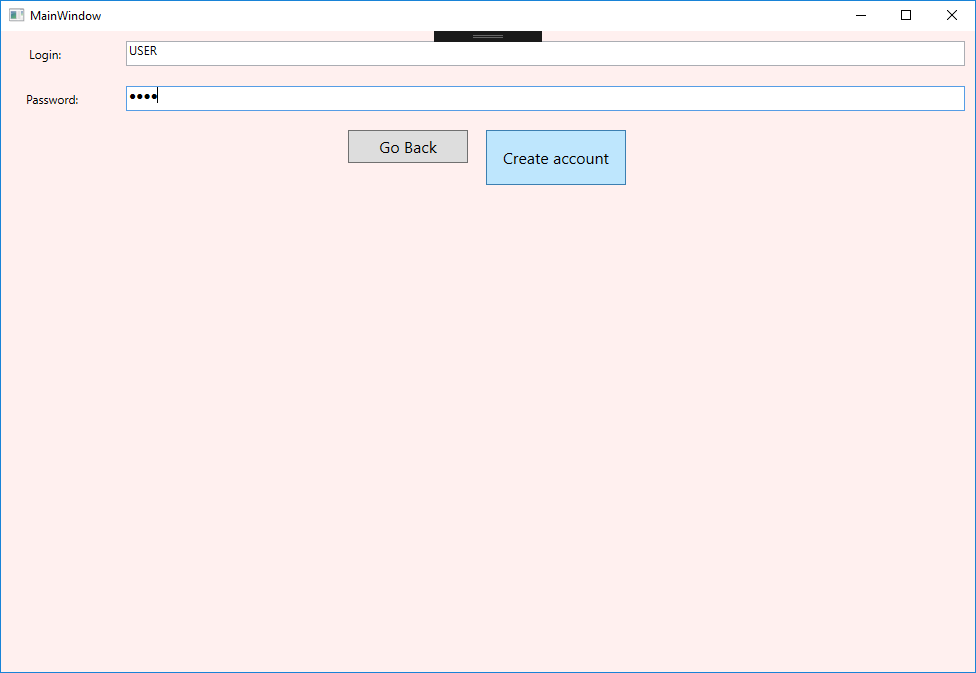 MainWindow
Login:
USER
Password:
••••
Go Back
Create account